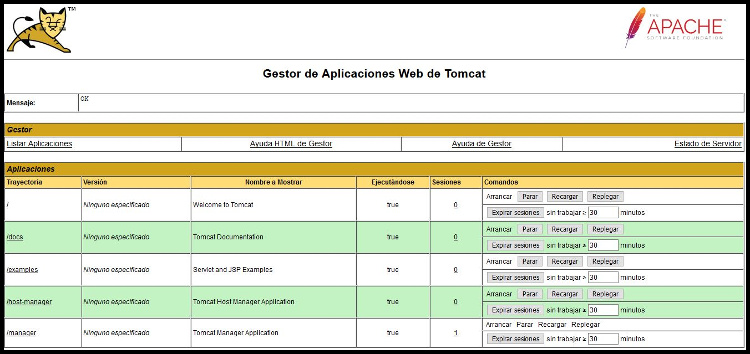 TM
THE
APACHE
SOFTWARE FOUNDATION
Gestor de Aplicaciones Web de Tomcat
Mensaje: OK
Gestor
Listar Aplicaciones Ayuda HTML de Gestor Ayuda de Gestor Estado de Servidor
Aplicaciones
Trayectoria Versión Nombre a Mostrar Ejecutándose Sesiones Comandos
/ Ninguno especificado Welcome to Tomcat true 0 Arrancar Parar Recargar Replegar
Expirar sesiones sin trabajar ≥ 30 minutos
/docs Ninguno especificado Tomcat Documentation true 0 Arrancar Parar Recargar Replegar
Expirar sesiones sin trabajar ≥ 30 minutos
/examples Ninguno especificado Servlet and JSP Examples true 0 Arrancar Parar Recargar Replegar
Expirar sesiones sin trabajar ≥ 30 minutos
/host-manager Ninguno especificado Tomcat Host Manager Application true 0 Arrancar Parar Recargar Replegar
Expirar sesiones sin trabajar ≥ 30 minutos
/manager Ninguno especificado Tomcat Manager Application true 1 Arrancar Parar Recargar Replegar
Expirar sesiones sin trabajar ≥ 30 minutos